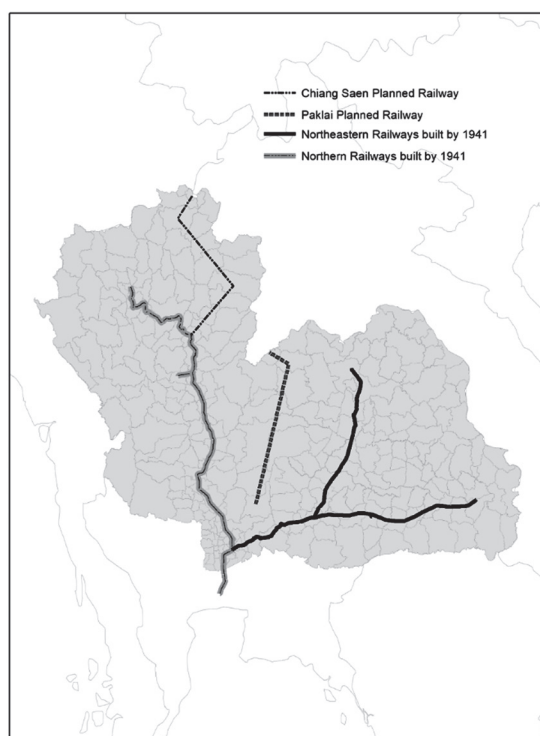 Chiang Saen Planned Railway
Paklai Planned Railway
Northeastern Railways built by 1941
Northern Railways built by 1941